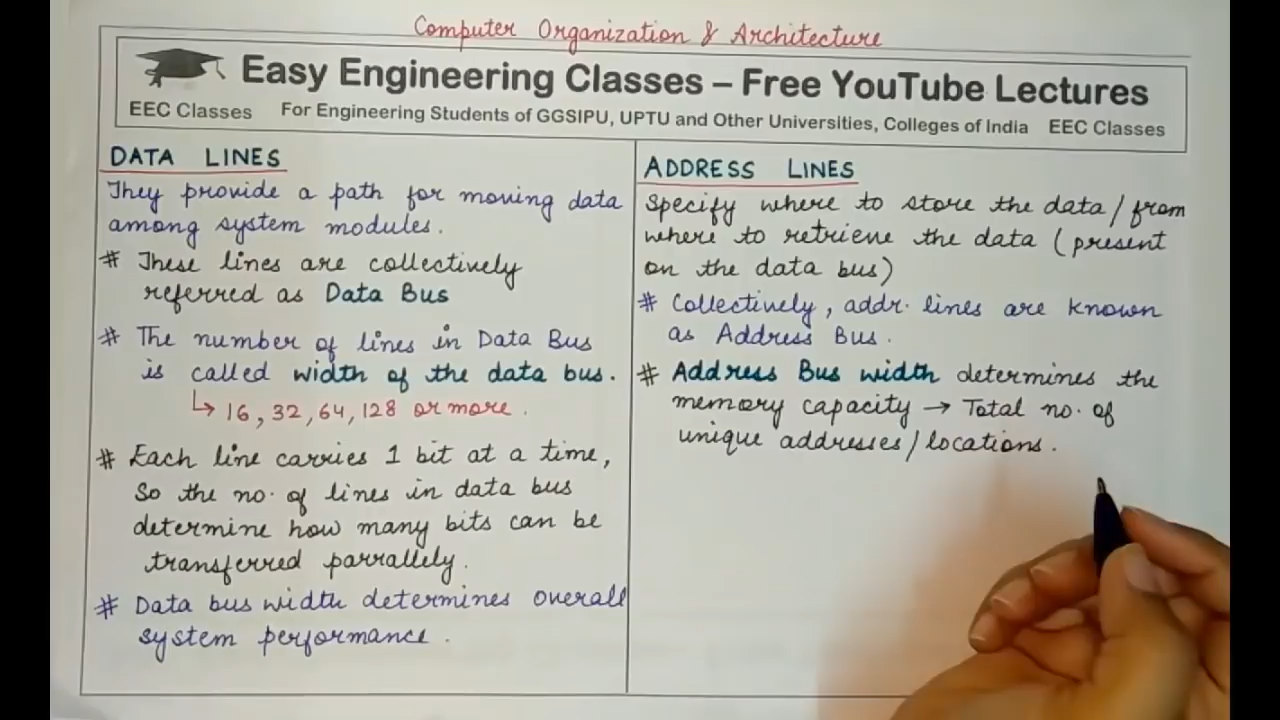 Computer Organization & Architecture
Easy Engineering Classes – Free YouTube Lectures
EEC Classes For Engineering Students of GGSIPU, UPTU and Other Universities, Colleges of India EEC Classes
DATA LINES
They provide a path for moving data
among system modules.
# These lines are collectively
referred as Data Bus
# The number of lines in Data Bus
is called width of the data bus.
↳ 16, 32, 64, 128 or more.
# Each line carries 1 bit at a time,
So the no. of lines in data bus
determine how many bits can be
transferred parrallely.
# Data bus width determines overall
system performance.
ADDRESS LINES
Specify where to store the data / from
where to retrieve the data (present
on the data bus)
# Collectively, addr. lines are known
as Address Bus.
# Address Bus width determines the
memory capacity → Total no. of
unique addresses/locations.